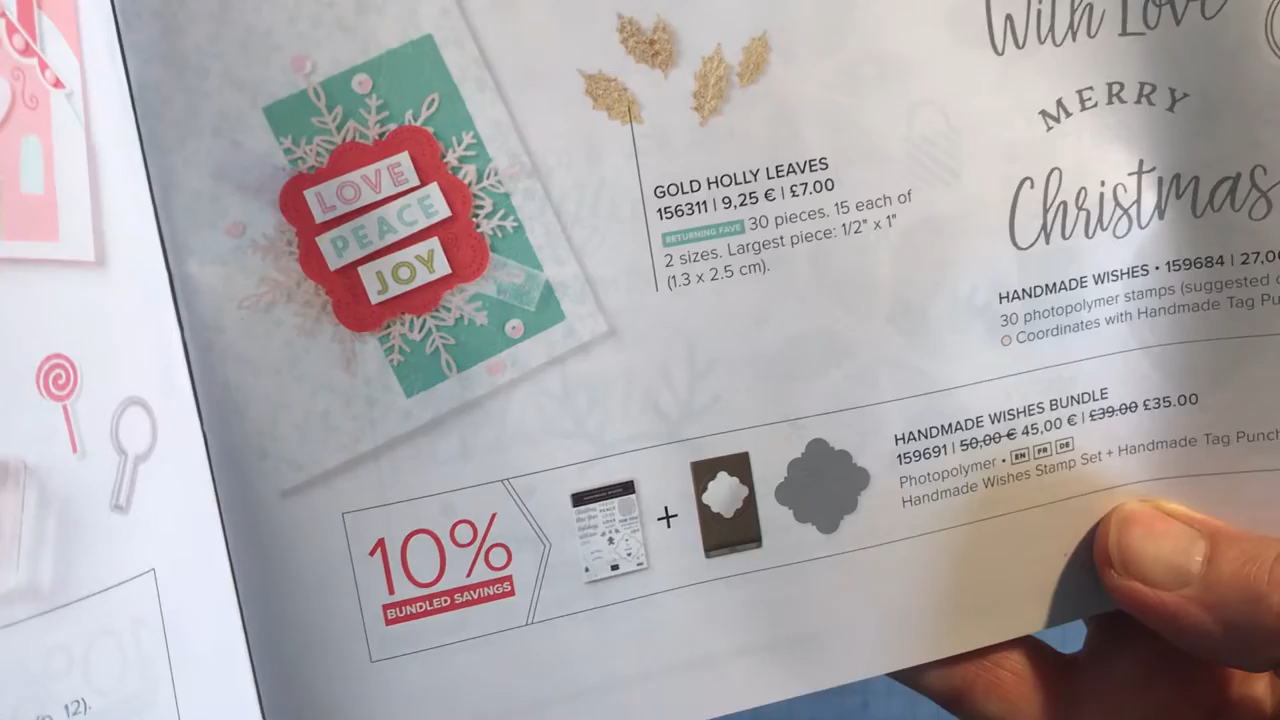 LOVE
PEACE
JOY
GOLD HOLLY LEAVES
156311 | 9,25 € | £7.00
RETURNING FAVE 30 pieces. 15 each of
2 sizes. Largest piece: 1/2" x 1"
(1.3 x 2.5 cm).
With Love
MERRY
Christmas
HANDMADE WISHES • 159684 | 27,0
30 photopolymer stamps (suggested
Coordinates with Handmade Tag Pu
10%
BUNDLED SAVINGS
+
HANDMADE WISHES BUNDLE
159691 | 50,00 € 45,00 € | £39.00 £35.00
Photopolymer • EN FR DE
Handmade Wishes Stamp Set + Handmade Tag Punch
12).